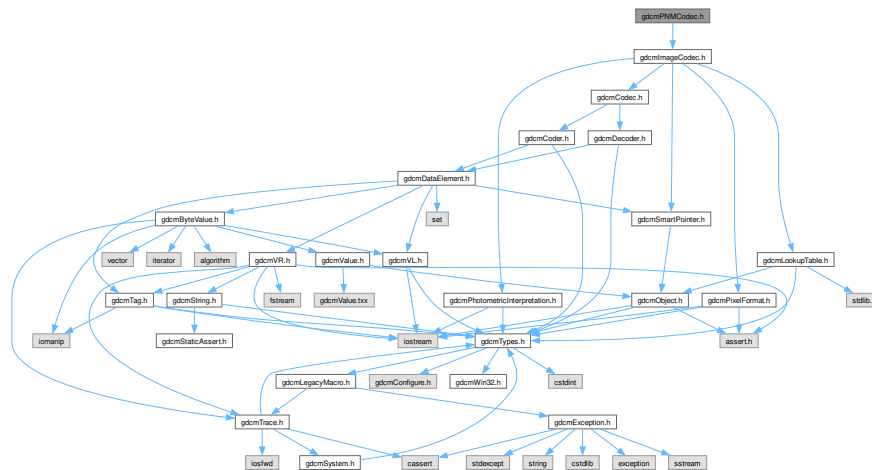 gdcmPNMCodec.h
gdcmImageCodec.h
gdcmCodec.h
gdcmCoder.h
gdcmDecoder.h
gdcmDataElement.h
gdcmByteValue.h
set
gdcmSmartPointer.h
vector
iterator
algorithm
gdcmVR.h
gdcmValue.h
gdcmVL.h
gdcmLookupTable.h
gdcmTag.h
gdcmString.h
fstream
gdcmValue.txx
gdcmPhotometricInterpretation.h
gdcmObject.h
gdcmPixelFormat.h
stdlib.
iomanip
gdcmStaticAssert.h
iostream
gdcmTypes.h
assert.h
gdcmLegacyMacro.h
gdcmConfigure.h
gdcmWin32.h
cstdint
gdcmTrace.h
gdcmException.h
iosfwd
gdcmSystem.h
cassert
stdexcept
string
cstdlib
exception
sstream